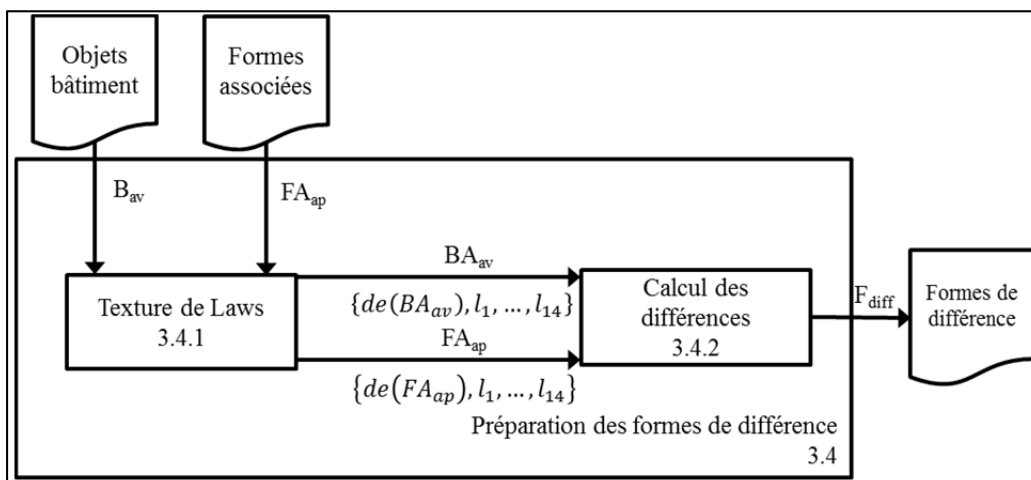 Objets
bâtiment
Formes
associées
B_av
FA_ap
Texture de Laws
3.4.1
BA_av
{de(BA_av), l_1, …, l_14}
FA_ap
{de(FA_ap), l_1, …, l_14}
Calcul des
différences
3.4.2
F_diff
Formes de
différence
Préparation des formes de différence
3.4